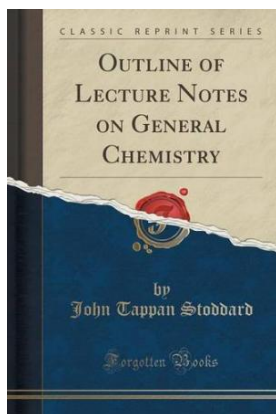 CLASSIC REPRINT SERIES
OUTLINE OF
LECTURE NOTES
ON GENERAL
CHEMISTRY
by
John Tappan Stoddard
Forgotten Books